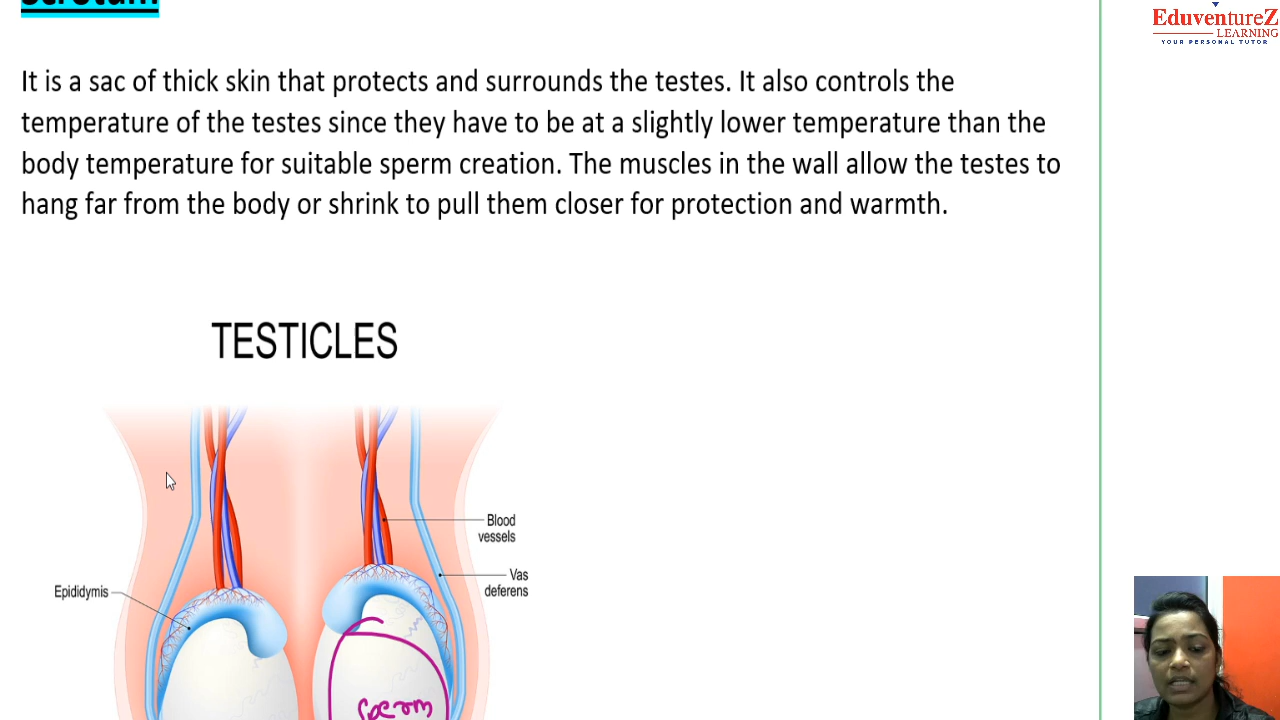 Scrotum
EduventureZ
LEARNING
YOUR PERSONAL TUTOR
It is a sac of thick skin that protects and surrounds the testes. It also controls the
temperature of the testes since they have to be at a slightly lower temperature than the
body temperature for suitable sperm creation. The muscles in the wall allow the testes to
hang far from the body or shrink to pull them closer for protection and warmth.
TESTICLES
Blood
vessels
Vas
deferens
Epididymis
Sperm